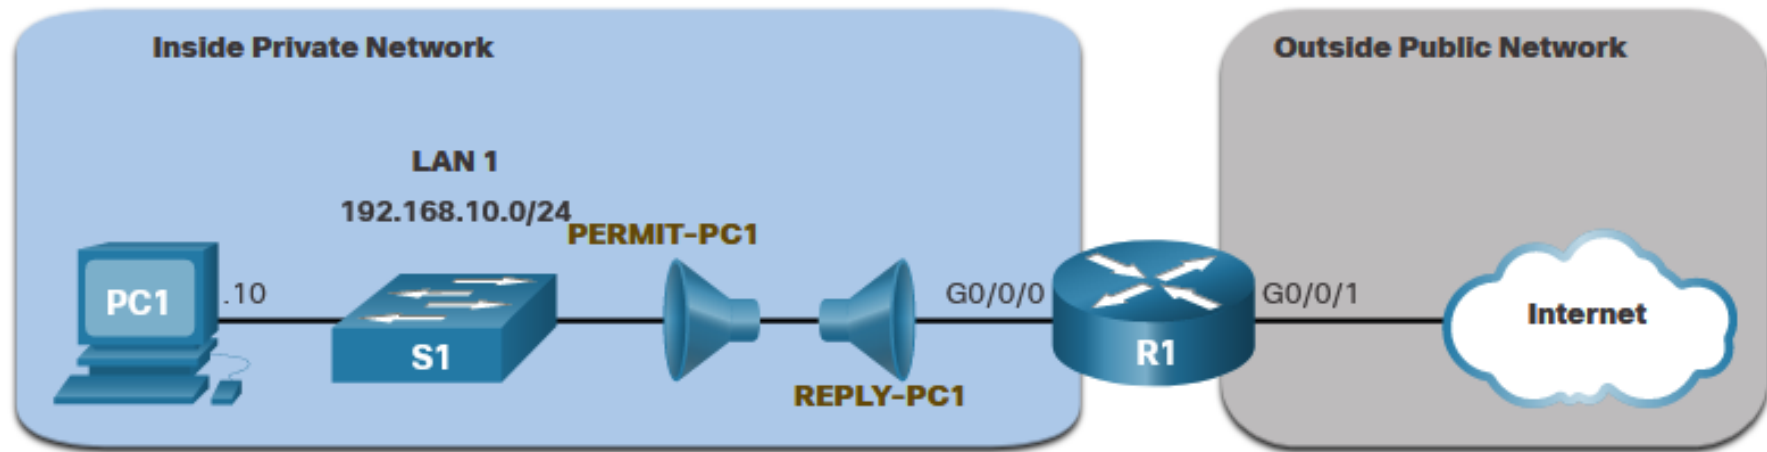 Inside Private Network
Outside Public Network
LAN 1
192.168.10.0/24
PERMIT-PC1
PC1
.10
S1
G0/0/0
R1
G0/0/1
Internet
REPLY-PC1